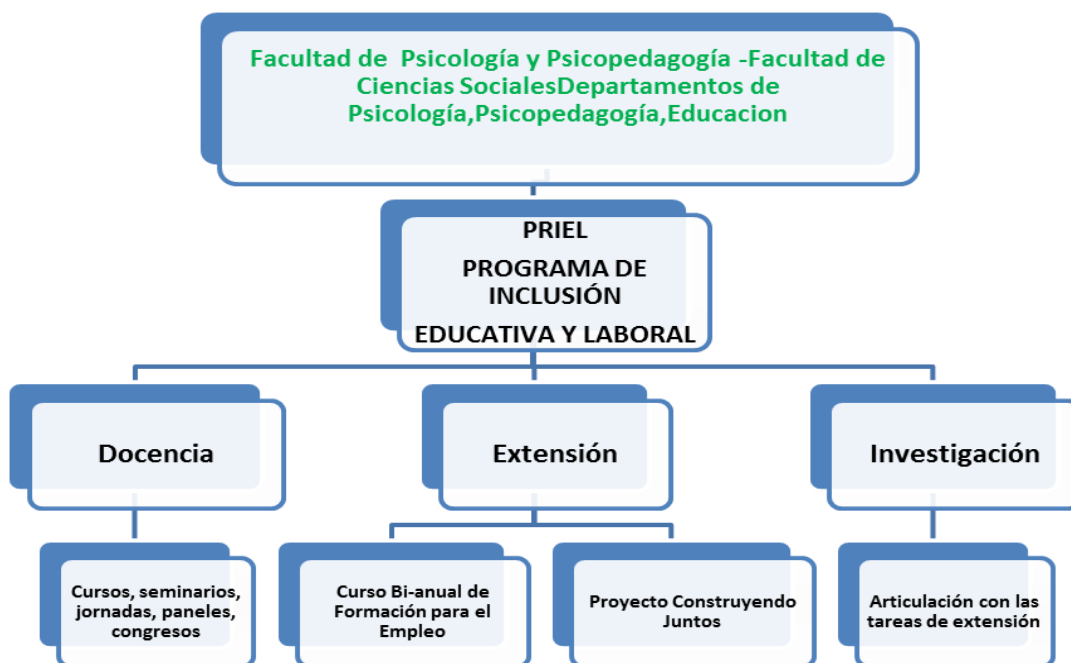 Facultad de Psicología y Psicopedagogía -Facultad de
Ciencias SocialesDepartamentos de
Psicología,Psicopedagogía,Educacion
PRIEL
PROGRAMA DE
INCLUSIÓN
EDUCATIVA Y LABORAL
Docencia
Extensión
Investigación
Cursos, seminarios,
jornadas, paneles,
congresos
Curso Bi-anual de
Formación para el
Empleo
Proyecto Construyendo
Juntos
Articulación con las
tareas de extensión